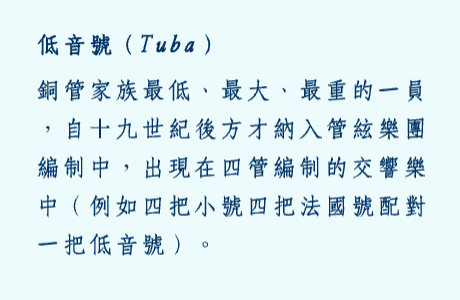 低音號（Tuba）
銅管家族最低、最大、最重的一員
，自十九世紀後方才納入管絃樂團
編制中，出現在四管編制的交響樂
中（例如四把小號四把法國號配對
一把低音號）。